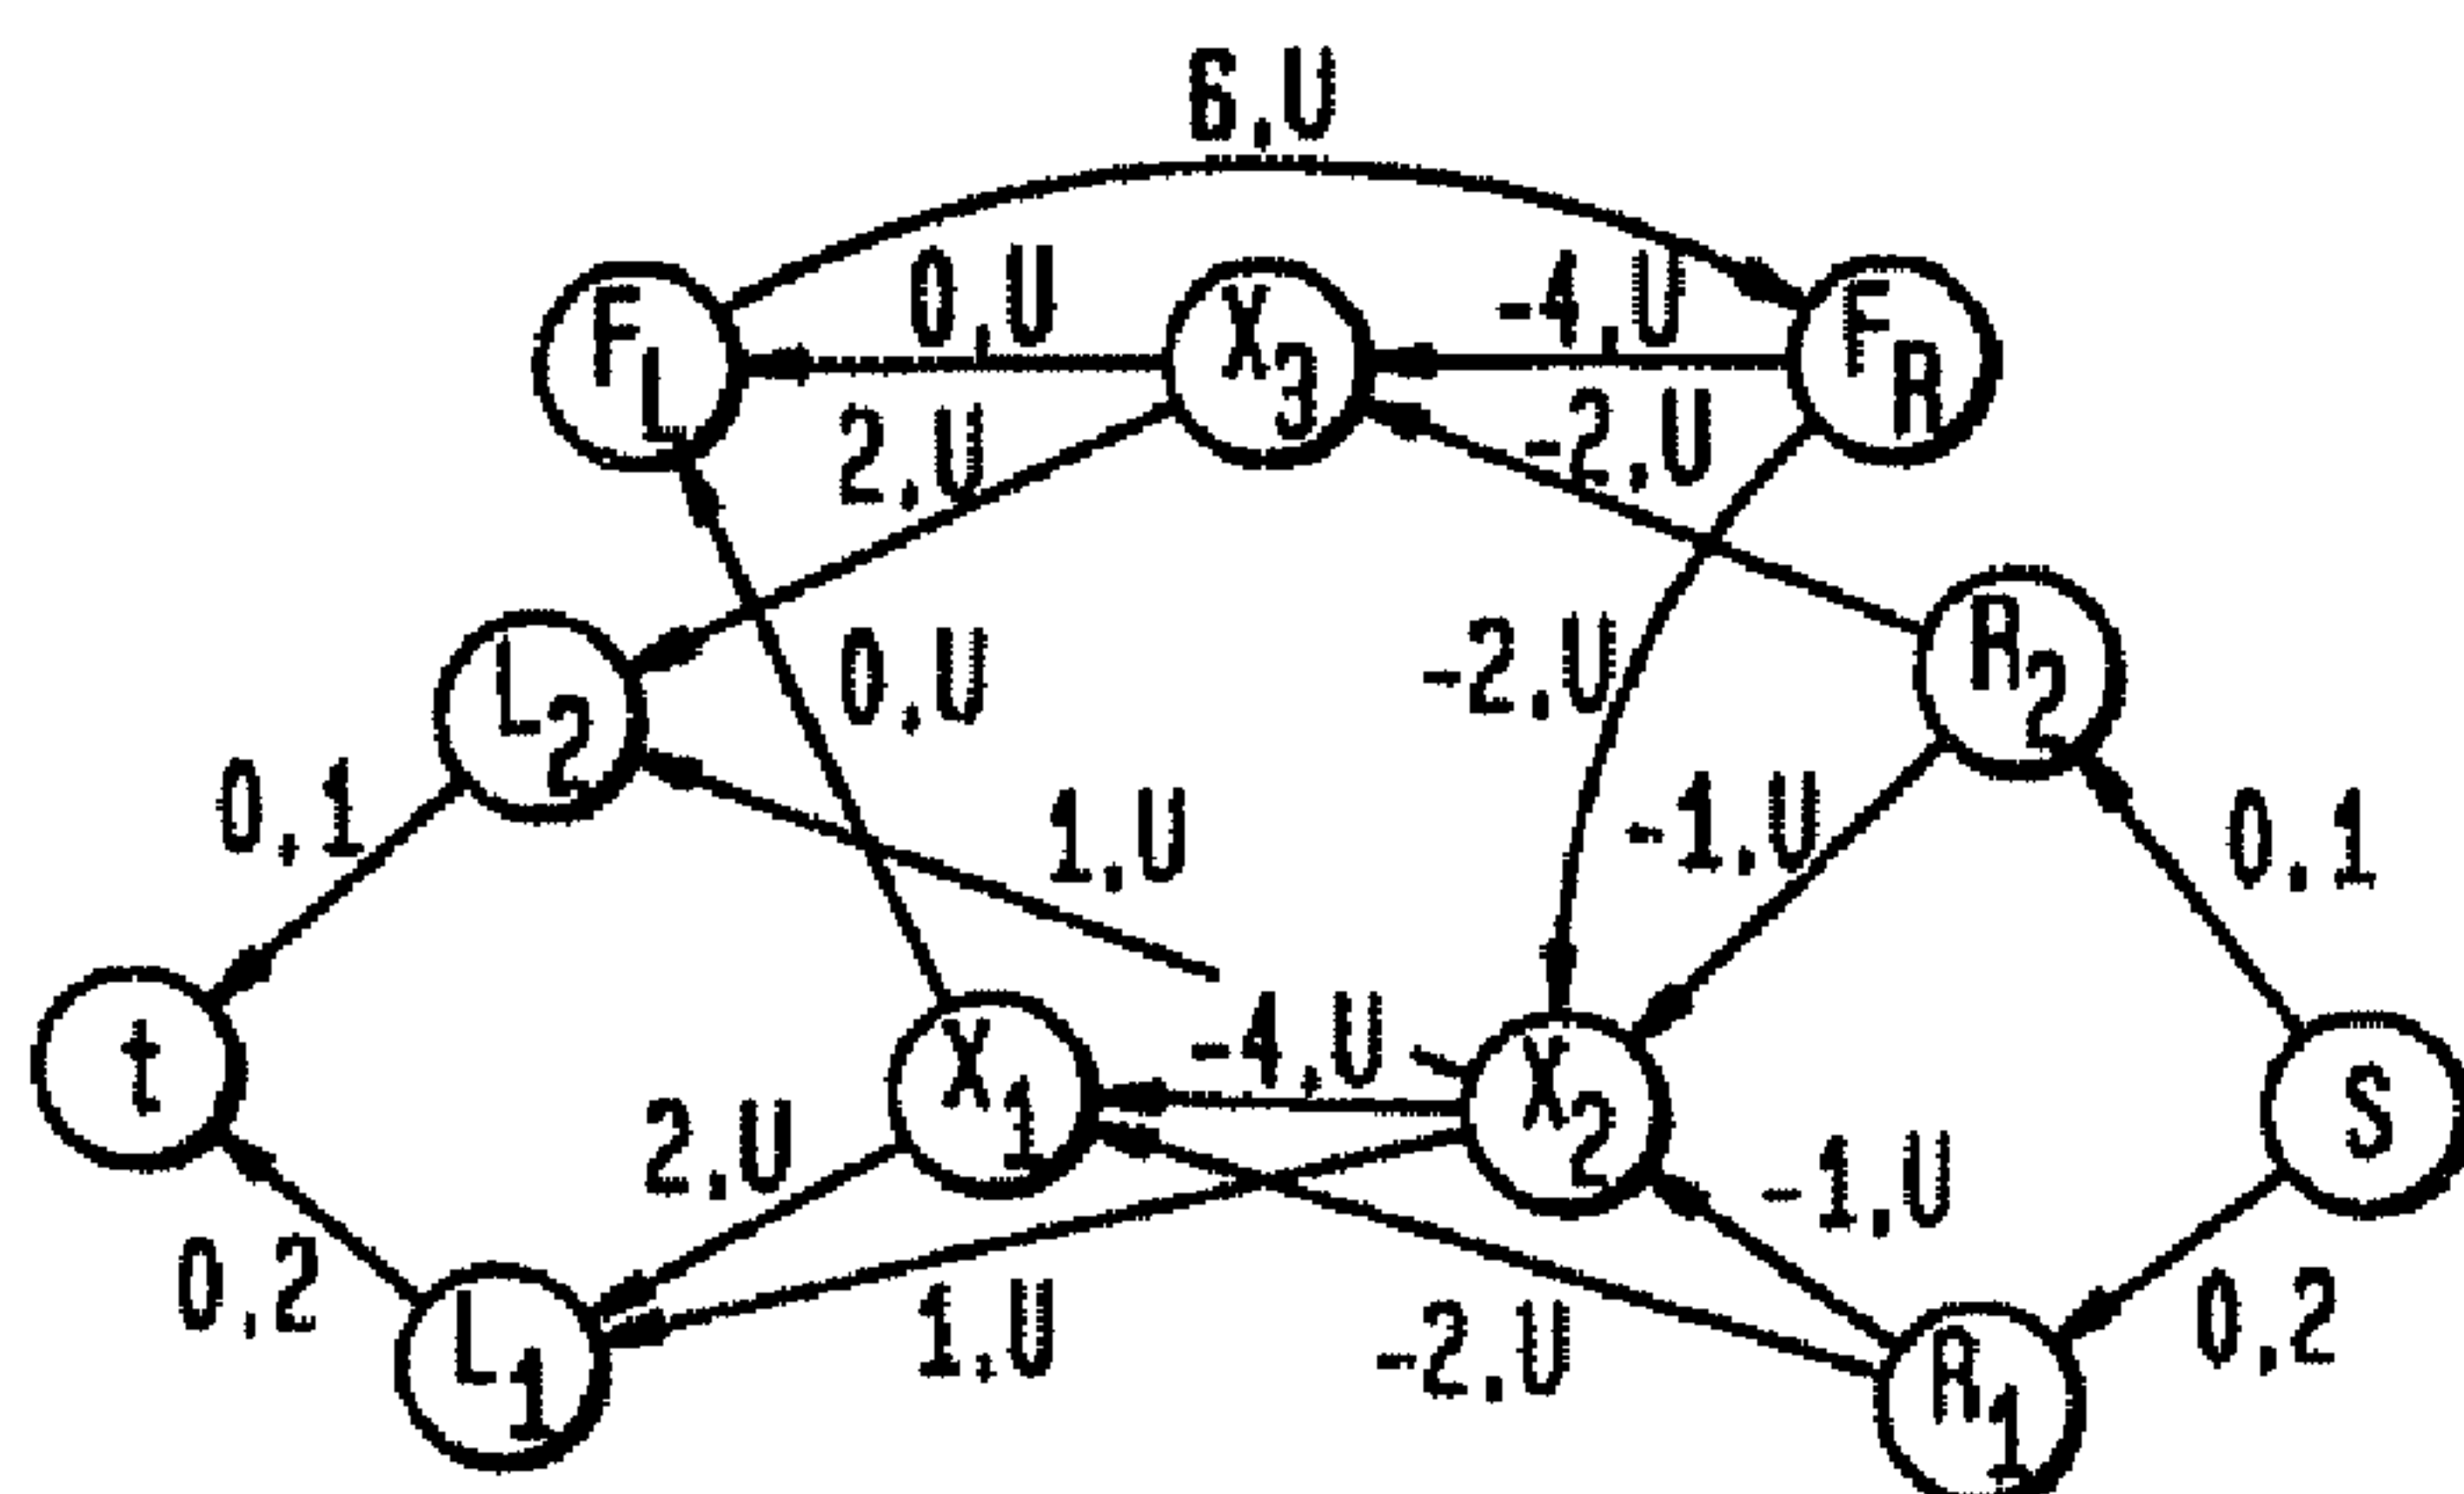 6,U
0,U
-4,U
F_L
X_3
F_R
2,U
-2,U
L_2
0,U
-2,U
R_2
0,1
1,U
-1,U
0,1
t
X_1
-4,U
X_2
S
2,U
-1,U
0,2
L_1
1,U
-2,U
R_1
0,2